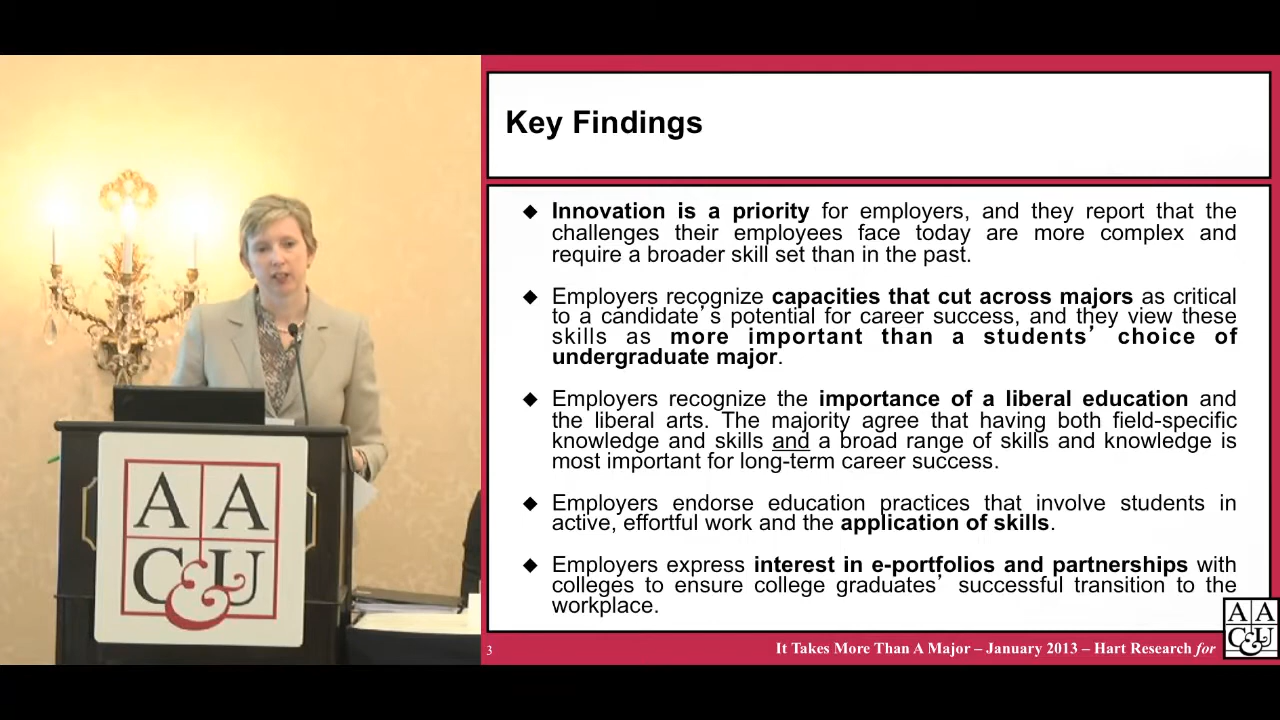 A A
C&U
Key Findings
◆ Innovation is a priority for employers, and they report that the
challenges their employees face today are more complex and
require a broader skill set than in the past.
◆ Employers recognize capacities that cut across majors as critical
to a candidate’s potential for career success, and they view these
skills as more important than a students’ choice of
undergraduate major.
◆ Employers recognize the importance of a liberal education and
the liberal arts. The majority agree that having both field-specific
knowledge and skills and a broad range of skills and knowledge is
most important for long-term career success.
◆ Employers endorse education practices that involve students in
active, effortful work and the application of skills.
◆ Employers express interest in e-portfolios and partnerships with
colleges to ensure college graduates’ successful transition to the
workplace.
3
It Takes More Than A Major – January 2013 – Hart Research for
A A
C&U